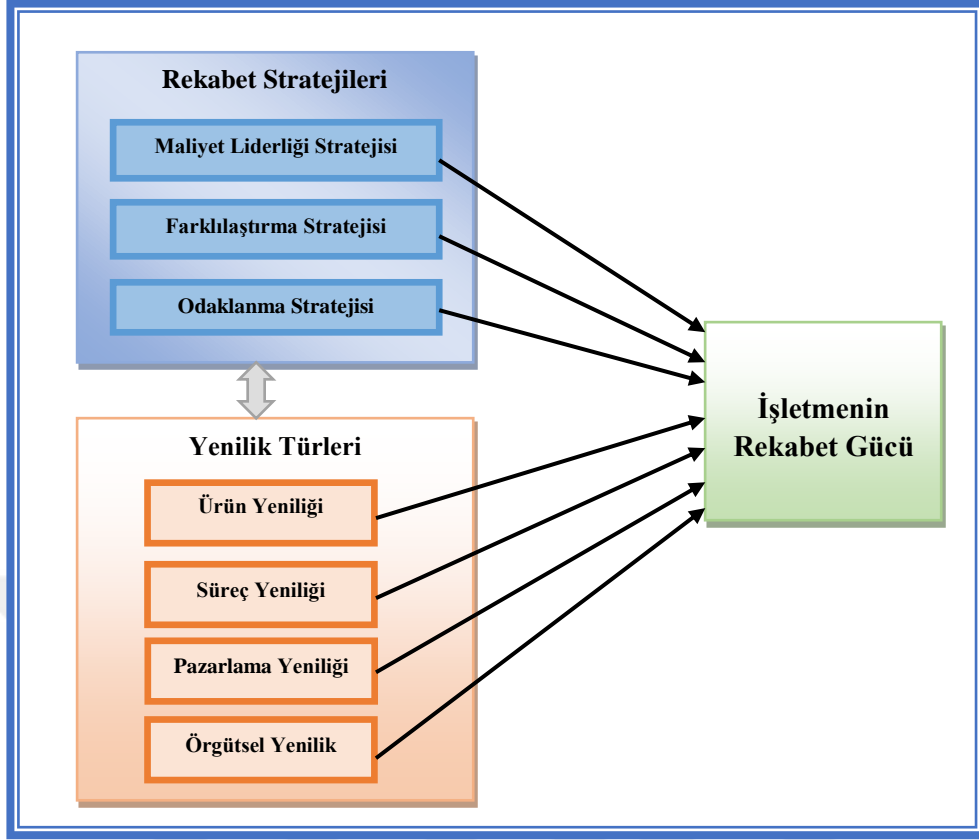 Rekabet Stratejileri
Maliyet Liderliği Stratejisi
Farklılaştırma Stratejisi
Odaklanma Stratejisi
Yenilik Türleri
Ürün Yeniliği
Süreç Yeniliği
Pazarlama Yeniliği
Örgütsel Yenilik
İşletmenin
Rekabet Gücü